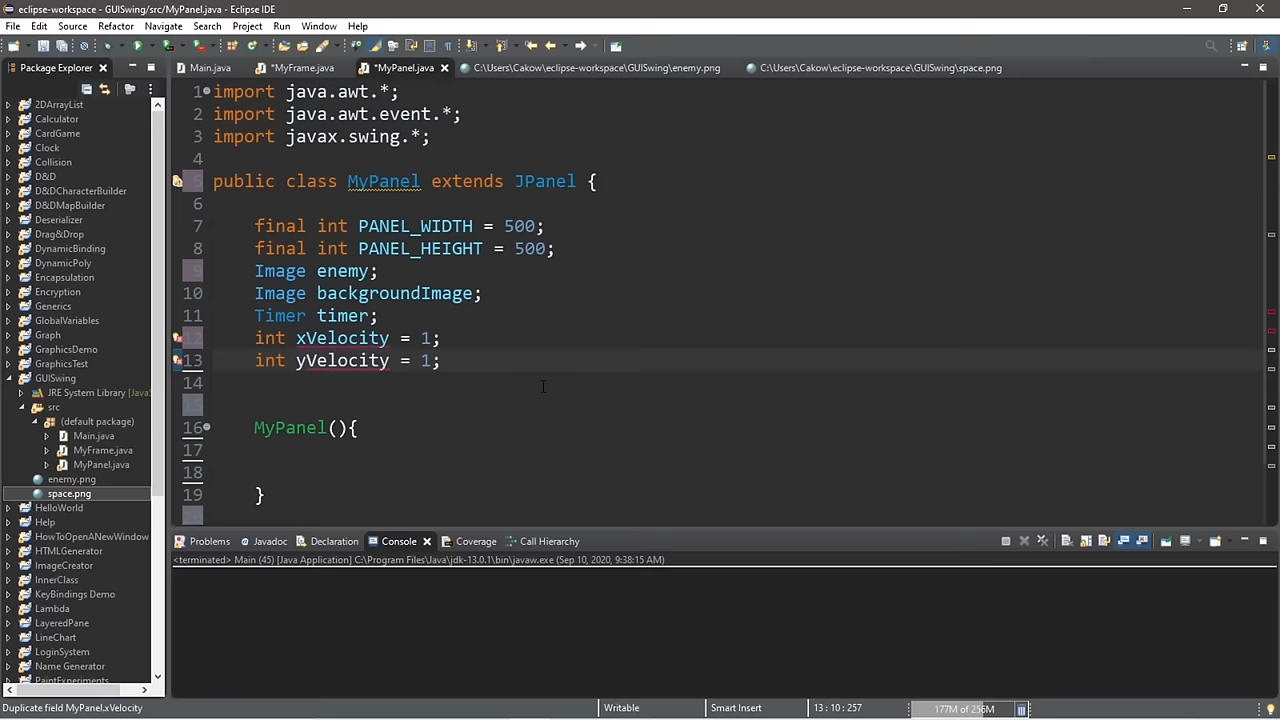 eclipse-workspace - GUISwing/src/MyPanel.java - Eclipse IDE
File Edit Source Refactor Navigate Search Project Run Window Help
Package Explorer
Main.java *MyFrame.java *MyPanel.java C:\Users\Cakow\eclipse-workspace\GUISwing\enemy.png C:\Users\Cakow\eclipse-workspace\GUISwing\space.png
2DArrayList
Calculator
CardGame
Clock
Collision
D&D
D&DCharacterBuilder
D&DMapBuilder
Deserializer
Drag&Drop
DynamicBinding
DynamicPoly
Encapsulation
Encryption
Generics
GlobalVariables
Graph
GraphicsDemo
GraphicsTest
GUISwing
JRE System Library [Java
src
(default package)
Main.java
MyFrame.java
MyPanel.java
enemy.png
space.png
HelloWorld
Help
HowToOpenANewWindow
HTMLGenerator
ImageCreator
InnerClass
KeyBindings Demo
Lambda
LayeredPane
LineChart
LoginSystem
Name Generator
PaintExperiments
1 import java.awt.*;
2 import java.awt.event.*;
3 import javax.swing.*;
4
5 public class MyPanel extends JPanel {
6
7 final int PANEL_WIDTH = 500;
8 final int PANEL_HEIGHT = 500;
9 Image enemy;
10 Image backgroundImage;
11 Timer timer;
12 int xVelocity = 1;
13 int yVelocity = 1;
14
15
16 MyPanel(){
17
18
19 }
Problems Javadoc Declaration Console Coverage Call Hierarchy
<terminated> Main (45) [Java Application] C:\Program Files\Java\jdk-13.0.1\bin\javaw.exe (Sep 10, 2020, 9:38:15 AM)
Duplicate field MyPanel.xVelocity Writable Smart Insert 13 : 10 : 257 177M of 256M